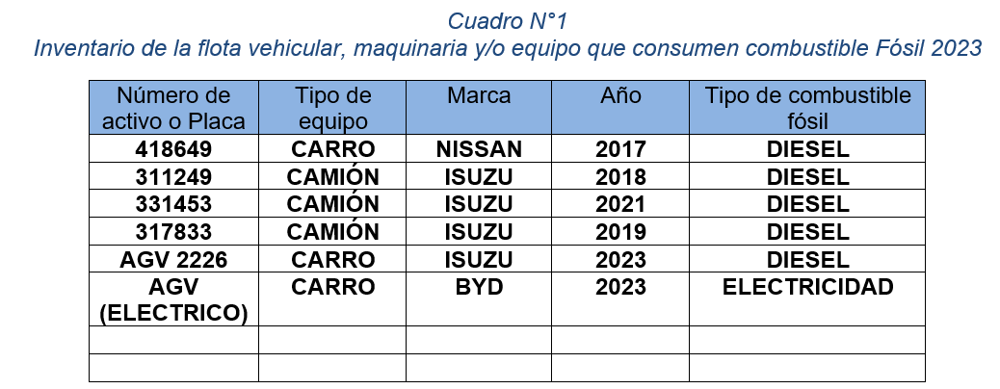 Cuadro N°1
Inventario de la flota vehicular, maquinaria y/o equipo que consumen combustible Fósil 2023
Número de activo o Placa Tipo de equipo Marca Año Tipo de combustible fósil
418649 CARRO NISSAN 2017 DIESEL
311249 CAMIÓN ISUZU 2018 DIESEL
331453 CAMIÓN ISUZU 2021 DIESEL
317833 CAMIÓN ISUZU 2019 DIESEL
AGV 2226 CARRO ISUZU 2023 DIESEL
AGV (ELECTRICO) CARRO BYD 2023 ELECTRICIDAD